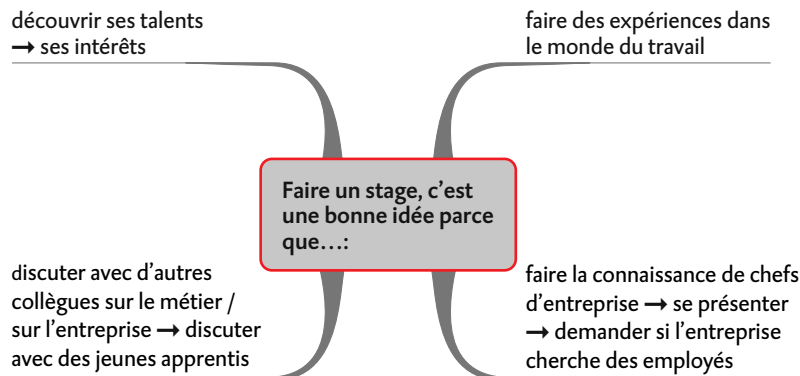 découvrir ses talents
→ ses intérêts
faire des expériences dans
le monde du travail
Faire un stage, c’est
une bonne idée parce
que…:
discuter avec d’autres
collègues sur le métier /
sur l’entreprise → discuter
avec des jeunes apprentis
faire la connaissance de chefs
d’entreprise → se présenter
→ demander si l’entreprise
cherche des employés